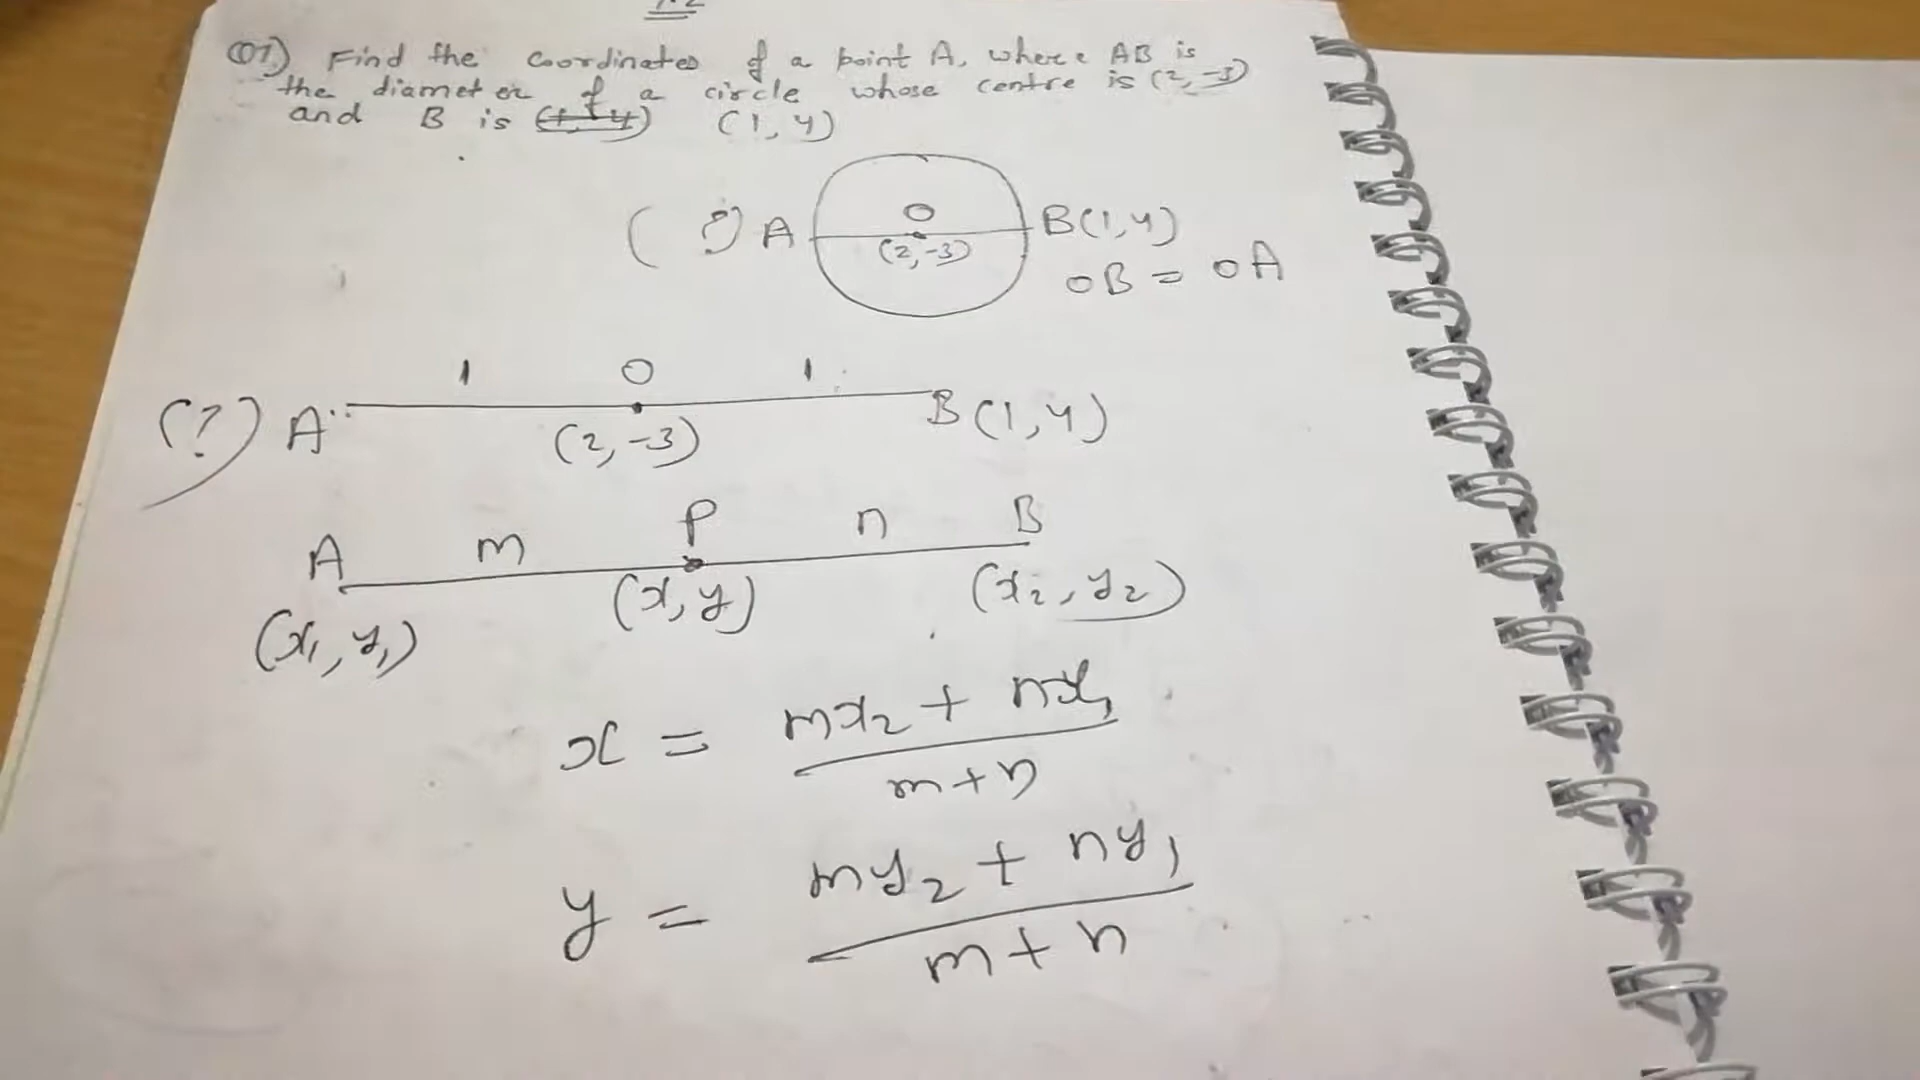 Q1) Find the coordinates of a point A, where AB is
the diameter of a circle whose centre is (2, -3)
and B is (1, 4)
( ?) A
O
(2, -3)
B(1, 4)
OB = OA
1 O 1
(?) A
(2, -3)
B(1, 4)
A m P n B
(x₁, y₁) (x, y) (x₂, y₂)
x = mx₂ + nx₁
m+n
y = my₂ + ny₁
m+n